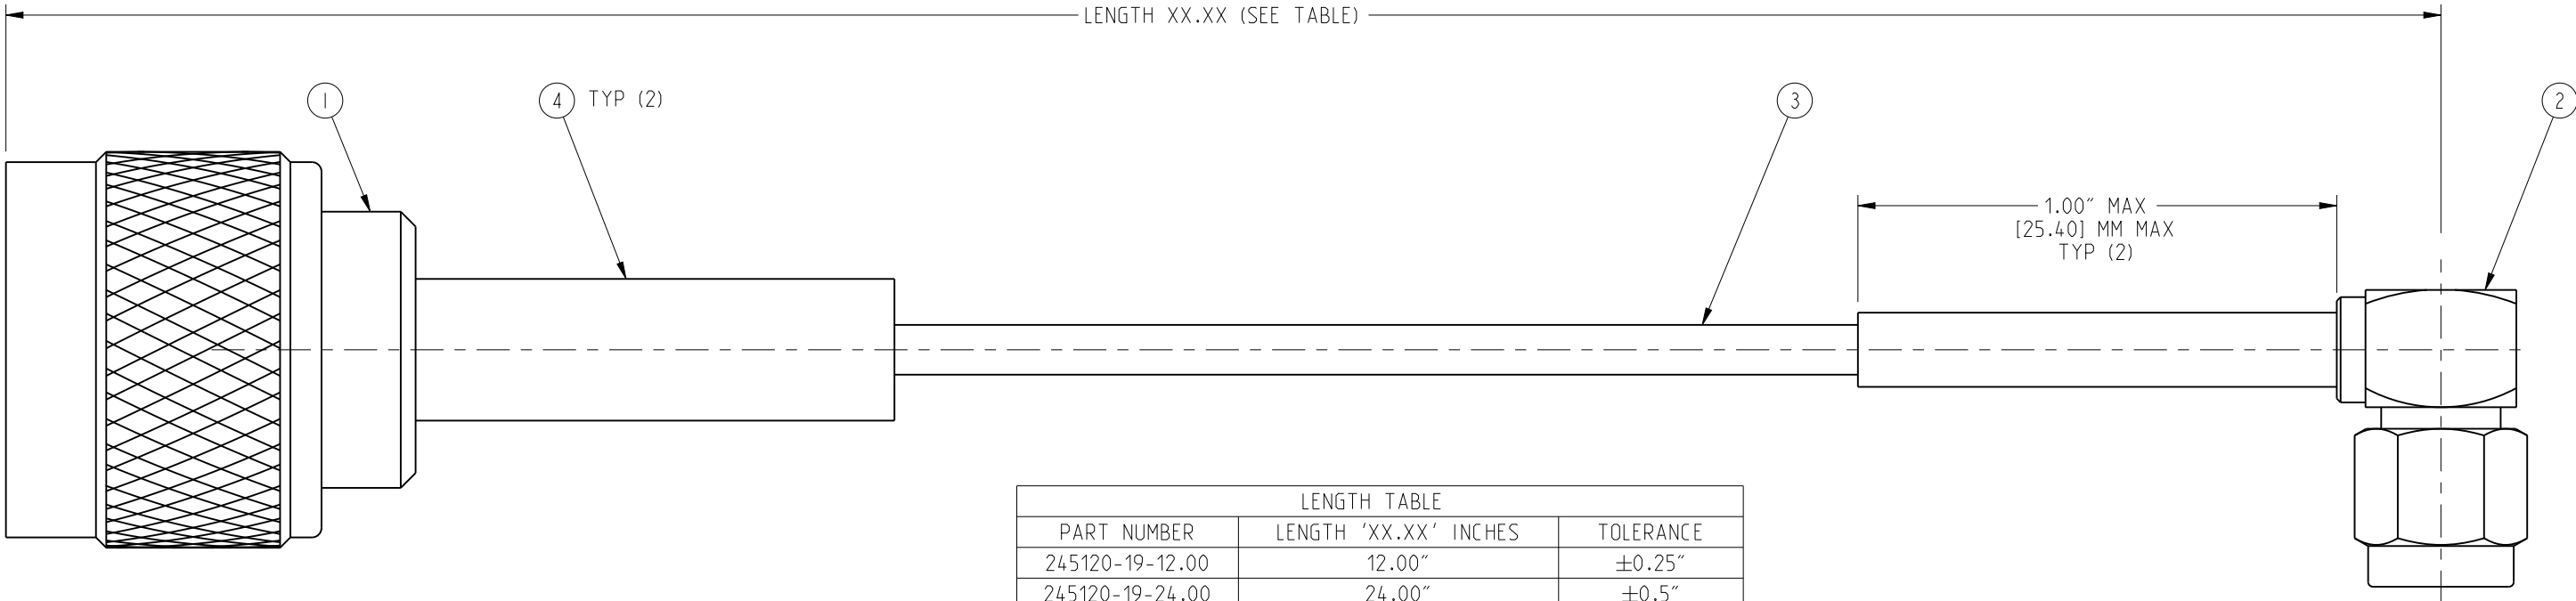 LENGTH XX.XX (SEE TABLE)
1
4 TYP (2)
3
2
1.00" MAX
[25.40] MM MAX
TYP (2)
LENGTH TABLE
PART NUMBER LENGTH 'XX.XX' INCHES TOLERANCE
245120-19-12.00 12.00" ±0.25"
245120-19-24.00 24.00" ±0.5"